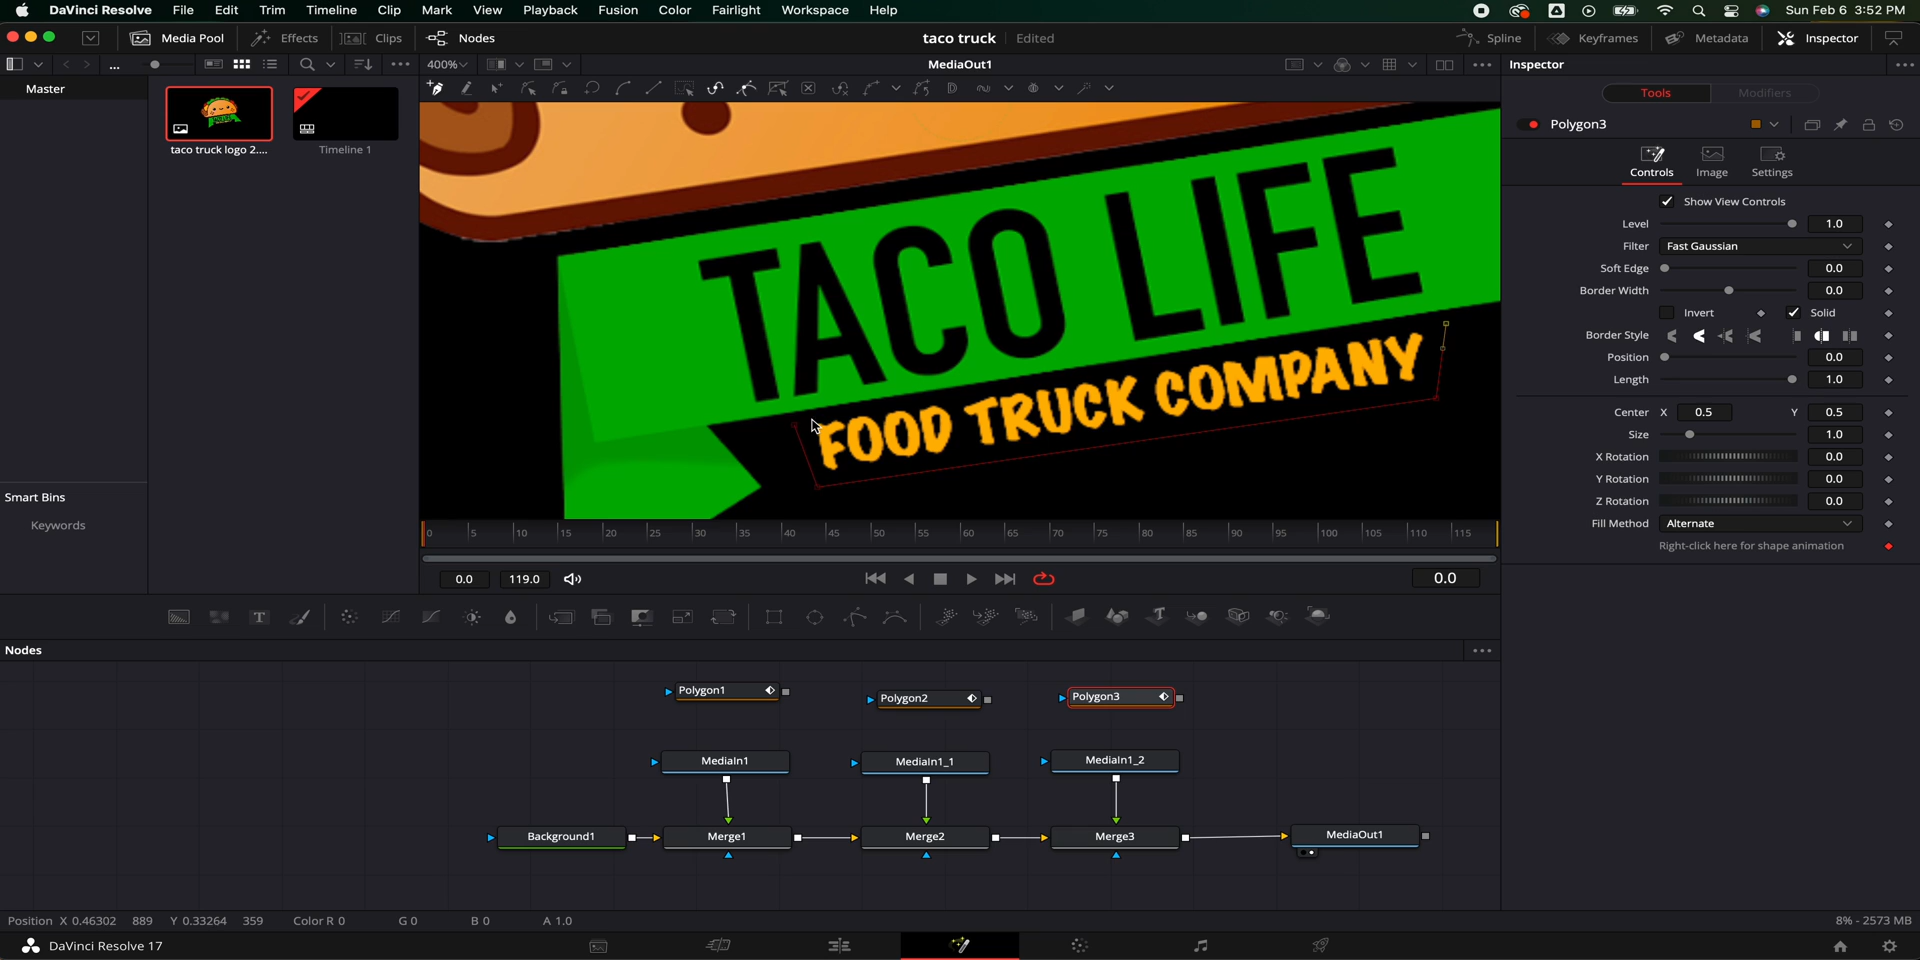 DaVinci Resolve File Edit Trim Timeline Clip Mark View Playback Fusion Color Fairlight Workspace Help Sun Feb 6 3:52 PM
Media Pool Effects Clips Nodes taco truck Edited Spline Keyframes Metadata Inspector
... 400% MediaOut1 Inspector
Master
Tools Modifiers
Polygon3
taco truck logo 2....
Timeline 1
Controls Image Settings
Show View Controls
Level 1.0
Filter Fast Gaussian
Soft Edge 0.0
Border Width 0.0
Invert Solid
Border Style
Position 0.0
Length 1.0
Center X 0.5 Y 0.5
Size 1.0
X Rotation 0.0
Y Rotation 0.0
Z Rotation 0.0
Fill Method Alternate
Right-click here for shape animation
TACO LIFE
FOOD TRUCK COMPANY
Smart Bins
Keywords
0 5 10 15 20 25 30 35 40 45 50 55 60 65 70 75 80 85 90 95 100 105 110 115
0.0 119.0 0.0
Nodes
Polygon1 Polygon2 Polygon3
MediaIn1 MediaIn1_1 MediaIn1_2
Background1 Merge1 Merge2 Merge3 MediaOut1
Position X 0.46302 889 Y 0.33264 359 Color R 0 G 0 B 0 A 1.0 8% - 2573 MB
DaVinci Resolve 17